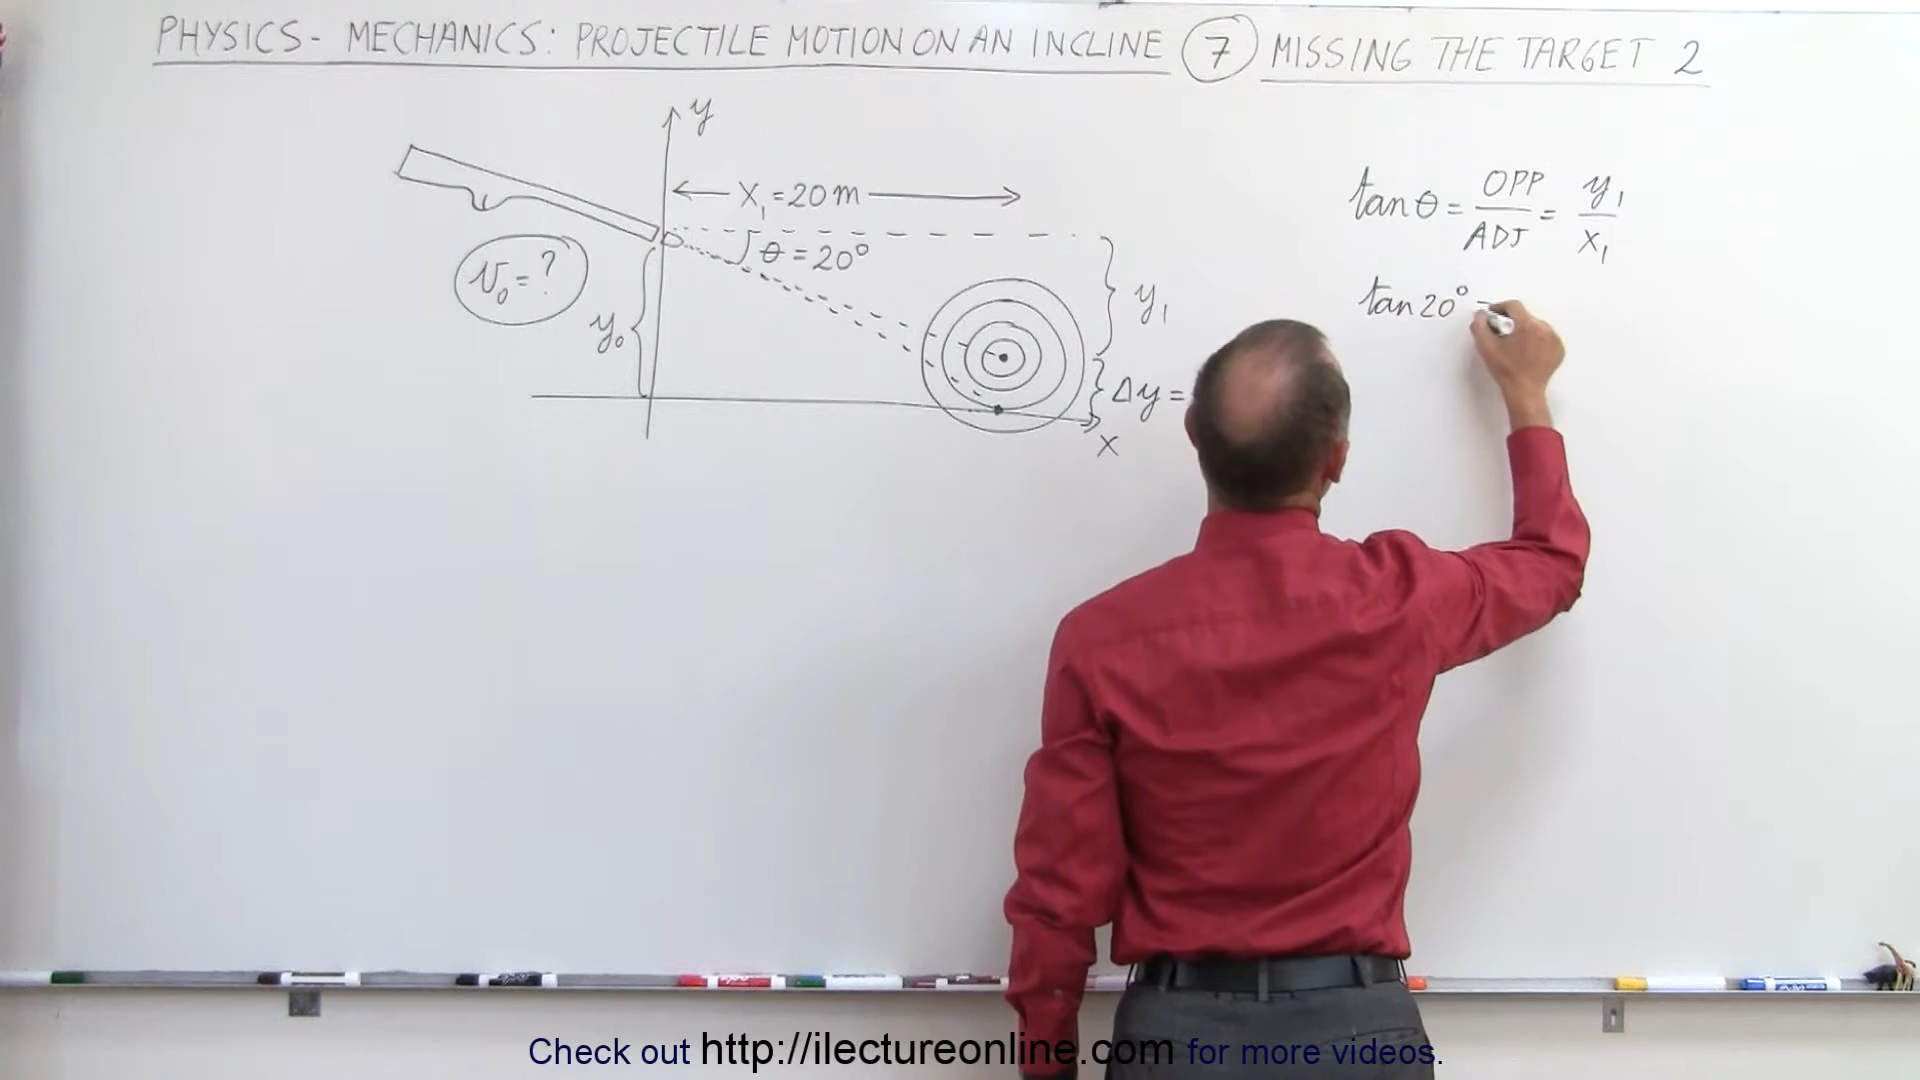 PHYSICS - MECHANICS: PROJECTILE MOTION ON AN INCLINE 7 MISSING THE TARGET 2
y
X₁ = 20 m
θ = 20°
v₀ = ?
y₀
y₁
Δy =
x
tan θ = OPP/ADJ = y₁/x₁
tan 20°
Check out http://ilectureonline.com for more videos.